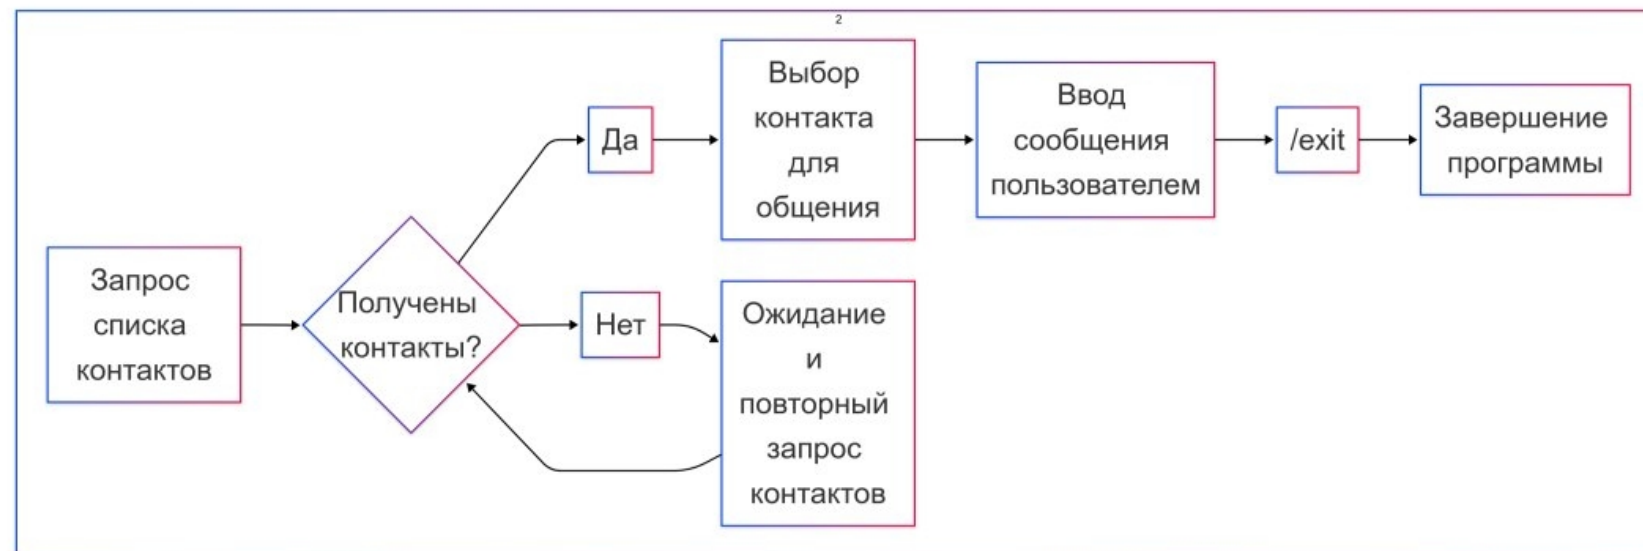 2
Запрос
списка
контактов
Получены
контакты?
Да
Выбор
контакта
для
общения
Ввод
сообщения
пользователем
/exit
Завершение
программы
Нет
Ожидание
и
повторный
запрос
контактов